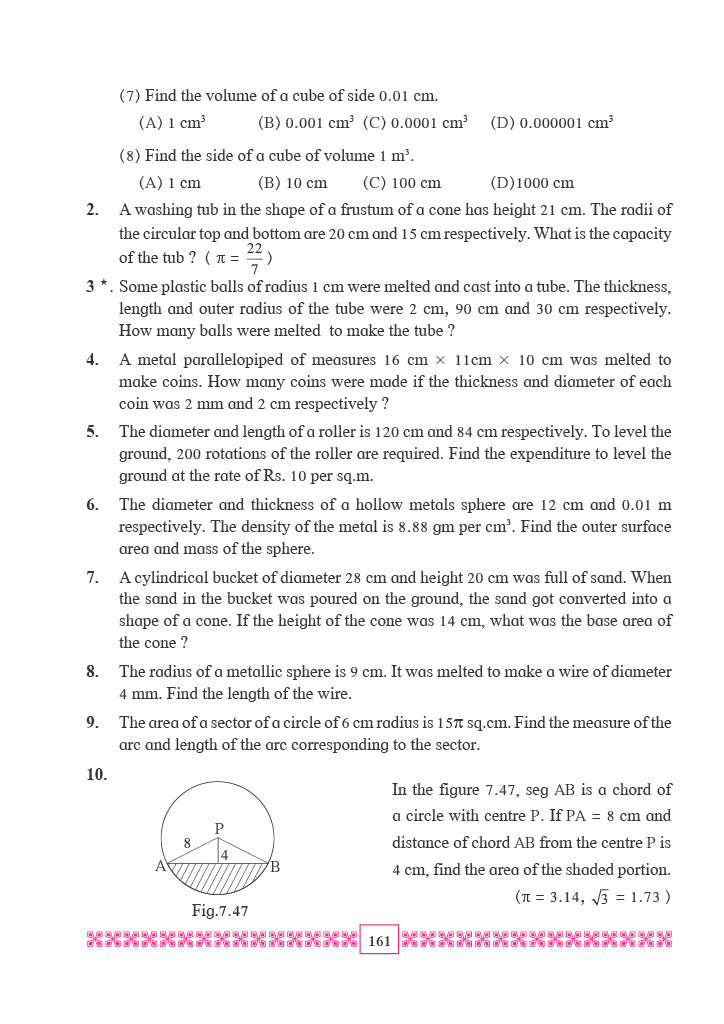 (7) Find the volume of a cube of side 0.01 cm.
(A) 1 cm³ (B) 0.001 cm³ (C) 0.0001 cm³ (D) 0.000001 cm³
(8) Find the side of a cube of volume 1 m³.
(A) 1 cm (B) 10 cm (C) 100 cm (D)1000 cm
2. A washing tub in the shape of a frustum of a cone has height 21 cm. The radii of
the circular top and bottom are 20 cm and 15 cm respectively. What is the capacity
of the tub ? ( π = 22/7 )
3 ★. Some plastic balls of radius 1 cm were melted and cast into a tube. The thickness,
length and outer radius of the tube were 2 cm, 90 cm and 30 cm respectively.
How many balls were melted to make the tube ?
4. A metal parallelopiped of measures 16 cm × 11cm × 10 cm was melted to
make coins. How many coins were made if the thickness and diameter of each
coin was 2 mm and 2 cm respectively ?
5. The diameter and length of a roller is 120 cm and 84 cm respectively. To level the
ground, 200 rotations of the roller are required. Find the expenditure to level the
ground at the rate of Rs. 10 per sq.m.
6. The diameter and thickness of a hollow metals sphere are 12 cm and 0.01 m
respectively. The density of the metal is 8.88 gm per cm³. Find the outer surface
area and mass of the sphere.
7. A cylindrical bucket of diameter 28 cm and height 20 cm was full of sand. When
the sand in the bucket was poured on the ground, the sand got converted into a
shape of a cone. If the height of the cone was 14 cm, what was the base area of
the cone ?
8. The radius of a metallic sphere is 9 cm. It was melted to make a wire of diameter
4 mm. Find the length of the wire.
9. The area of a sector of a circle of 6 cm radius is 15π sq.cm. Find the measure of the
arc and length of the arc corresponding to the sector.
10.
In the figure 7.47, seg AB is a chord of
a circle with centre P. If PA = 8 cm and
distance of chord AB from the centre P is
4 cm, find the area of the shaded portion.
(π = 3.14, √3 = 1.73 )
P
8
4
A
B
Fig.7.47
161